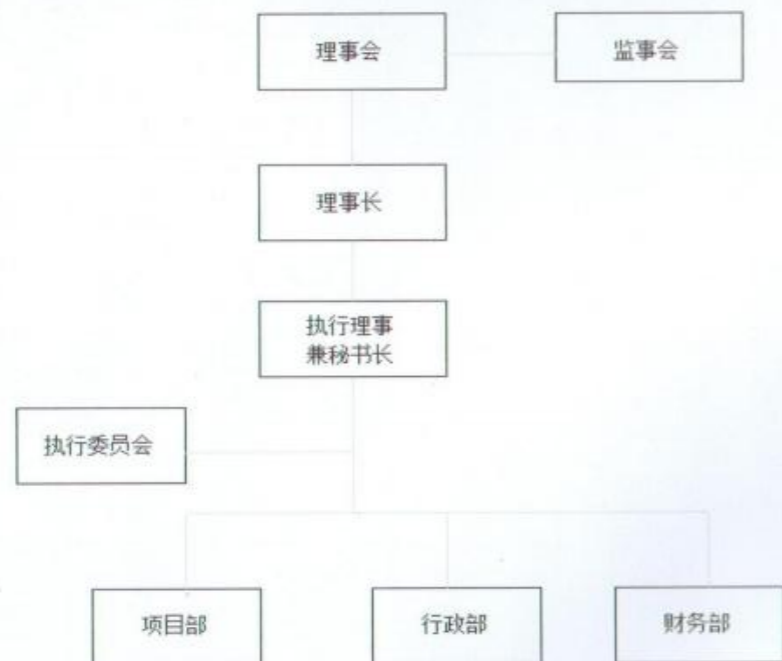 理事会
监事会
理事长
执行理事
兼秘书长
执行委员会
项目部
行政部
财务部